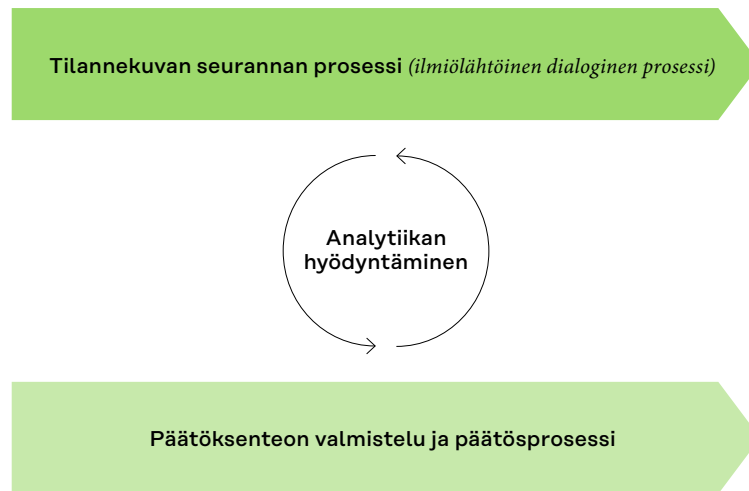 Tilannekuvan seurannan prosessi (ilmiölähtöinen dialoginen prosessi)
Analytiikan
hyödyntäminen
Päätöksenteon valmistelu ja päätösprosessi